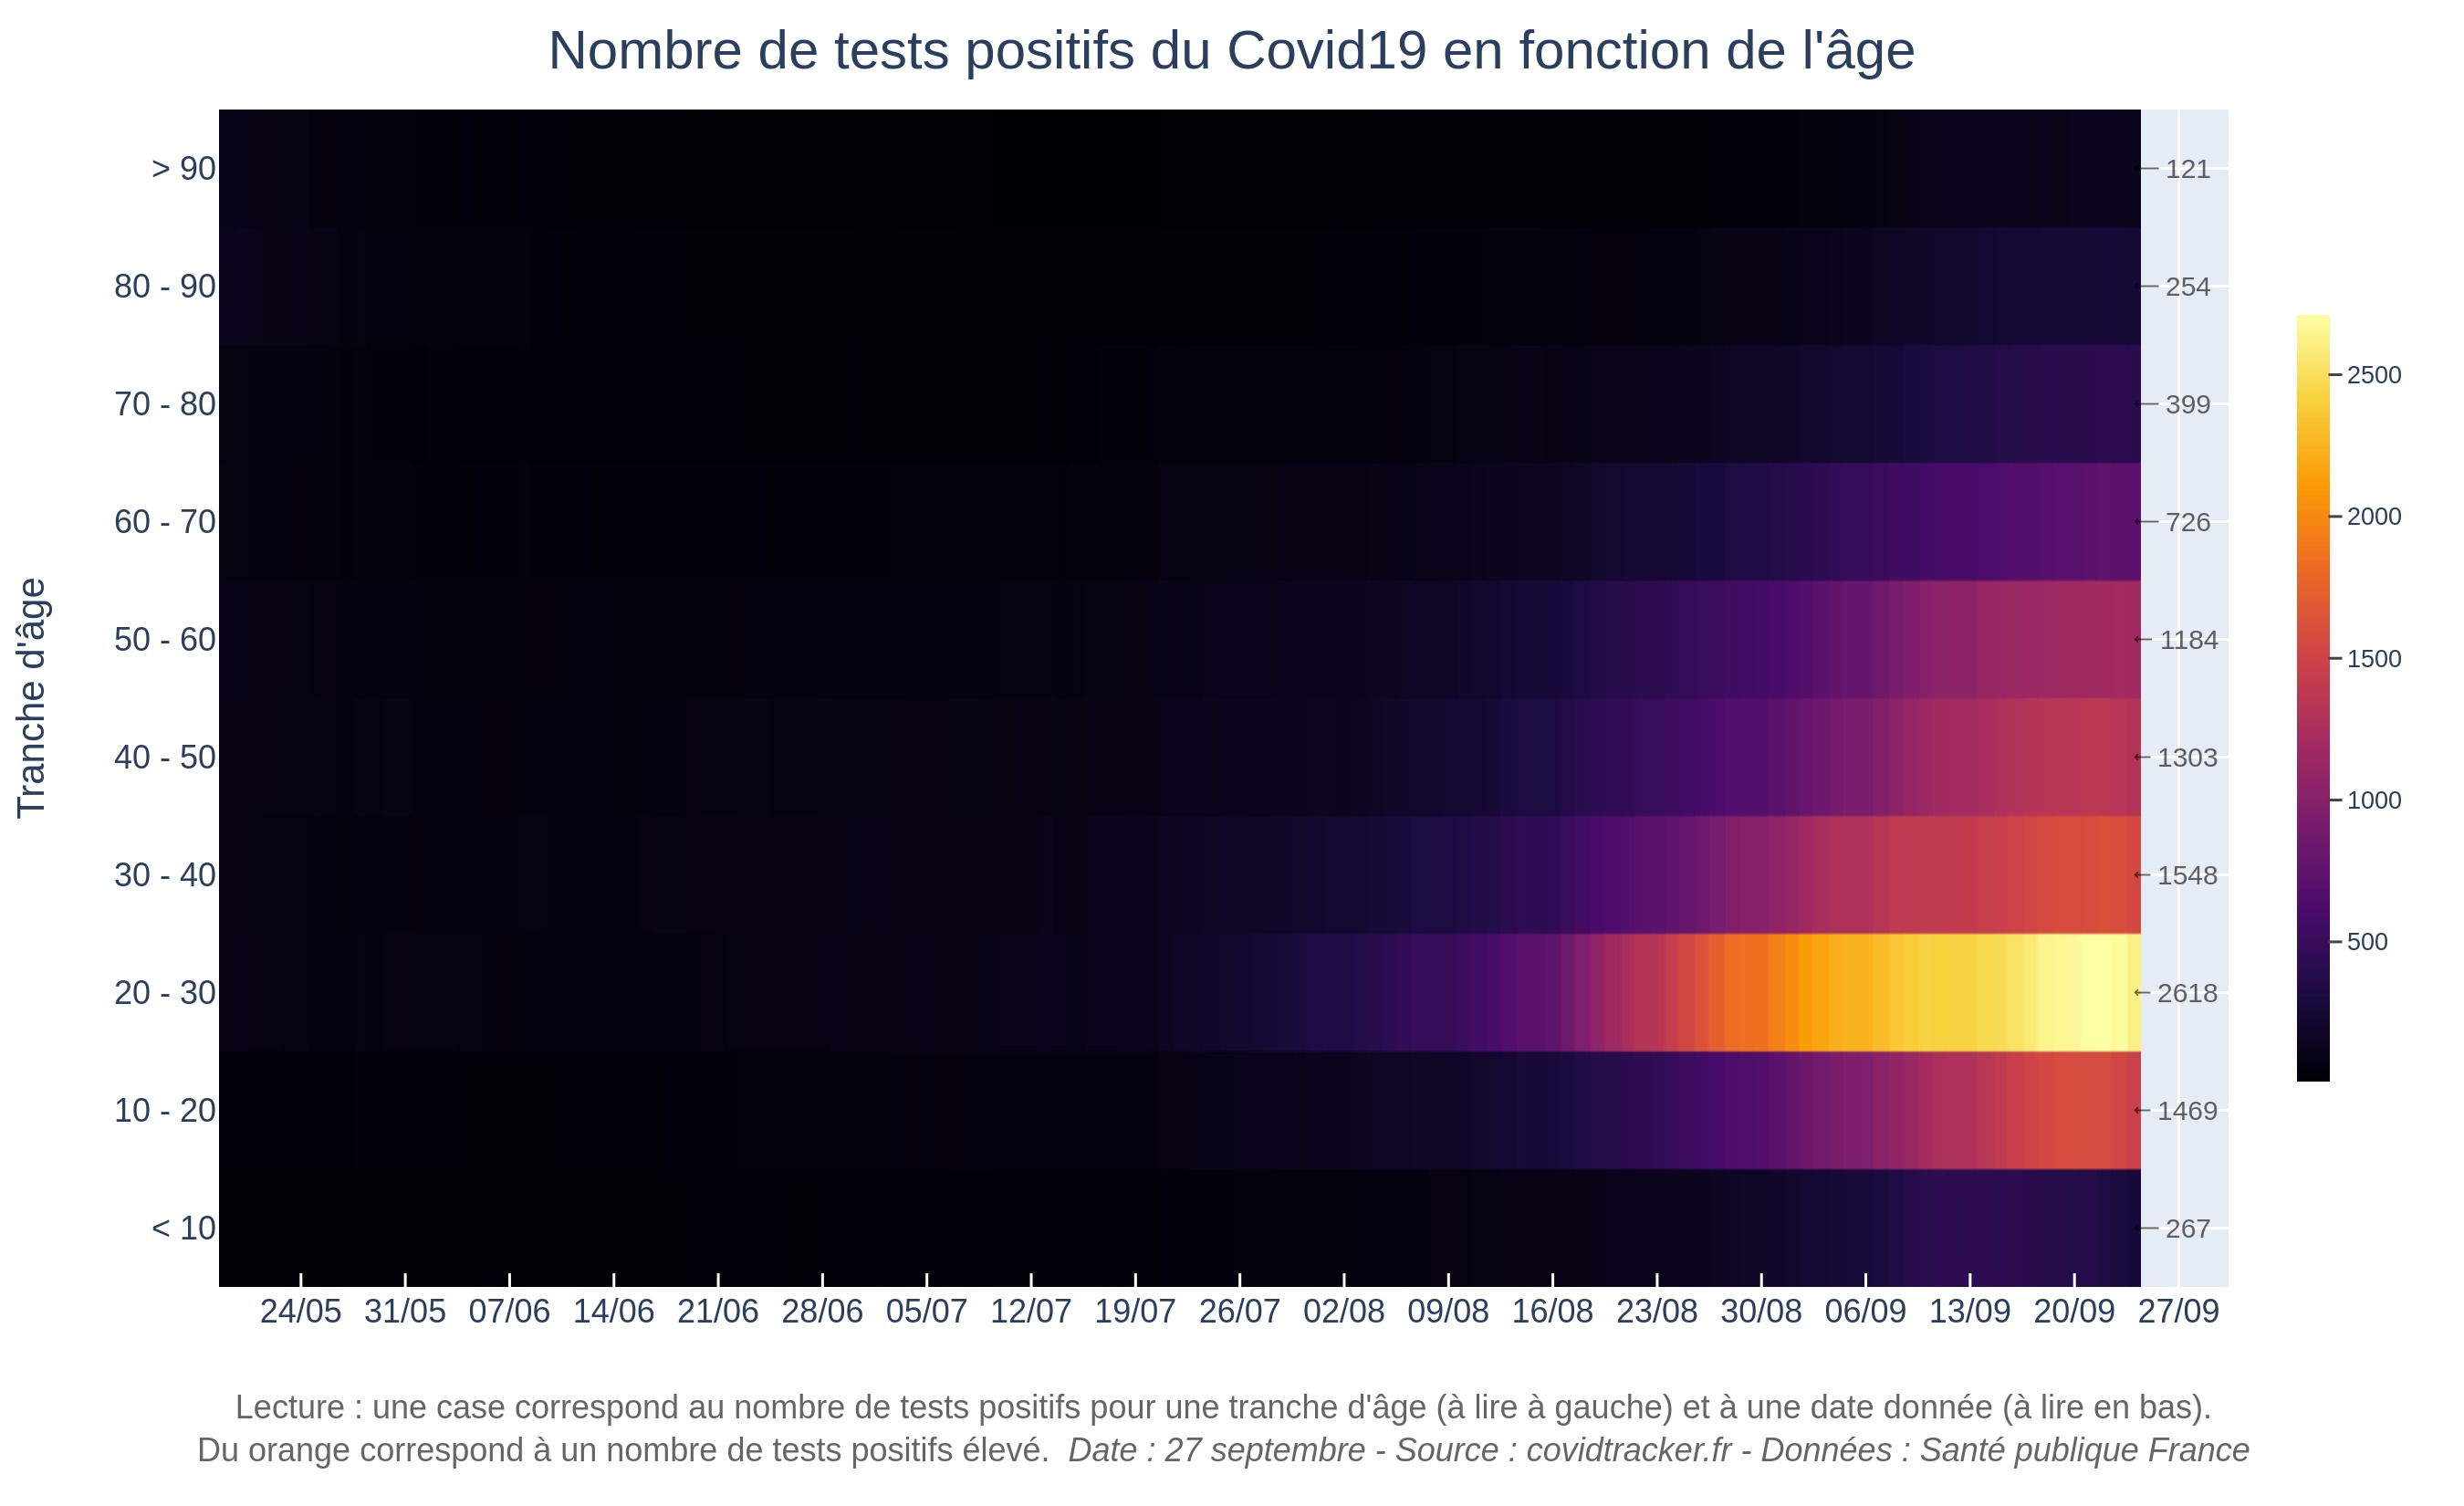 Nombre de tests positifs du Covid19 en fonction de l'âge
Tranche d'âge
> 90
80 - 90
70 - 80
60 - 70
50 - 60
40 - 50
30 - 40
20 - 30
10 - 20
< 10
121
254
399
726
1184
1303
1548
2618
1469
267
2500
2000
1500
1000
500
24/05 31/05 07/06 14/06 21/06 28/06 05/07 12/07 19/07 26/07 02/08 09/08 16/08 23/08 30/08 06/09 13/09 20/09 27/09
Lecture : une case correspond au nombre de tests positifs pour une tranche d'âge (à lire à gauche) et à une date donnée (à lire en bas).
Du orange correspond à un nombre de tests positifs élevé. Date : 27 septembre - Source : covidtracker.fr - Données : Santé publique France